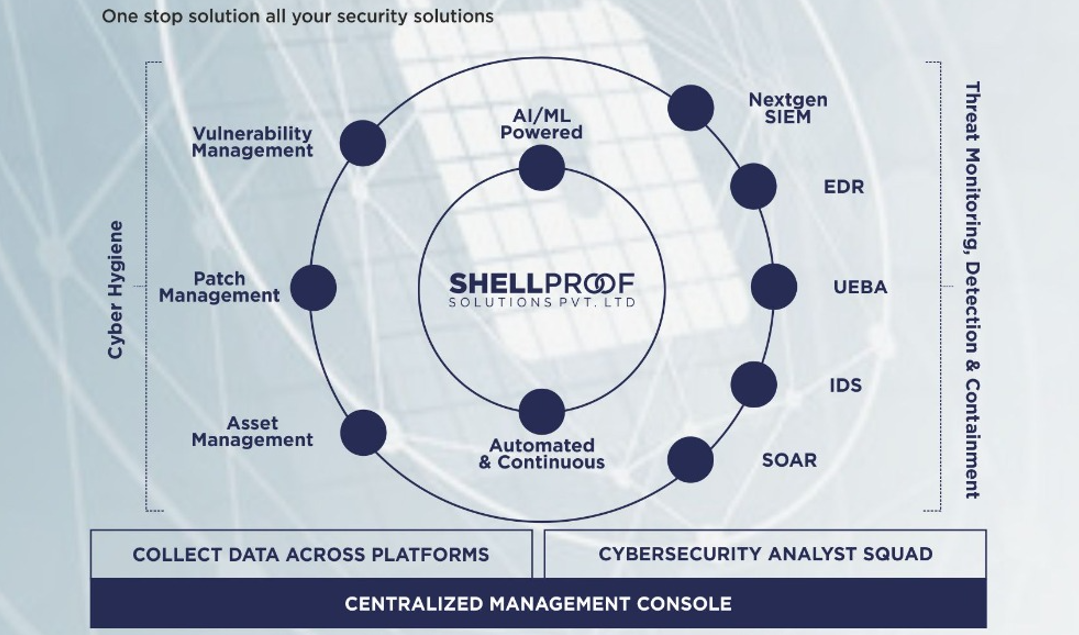 One stop solution all your security solutions
Cyber Hygiene
Vulnerability
Management
Patch
Management
Asset
Management
AI/ML
Powered
SHELLPROOF
SOLUTIONS PVT. LTD
Automated
& Continuous
Nextgen
SIEM
EDR
UEBA
IDS
SOAR
Threat Monitoring, Detection & Containment
COLLECT DATA ACROSS PLATFORMS
CYBERSECURITY ANALYST SQUAD
CENTRALIZED MANAGEMENT CONSOLE